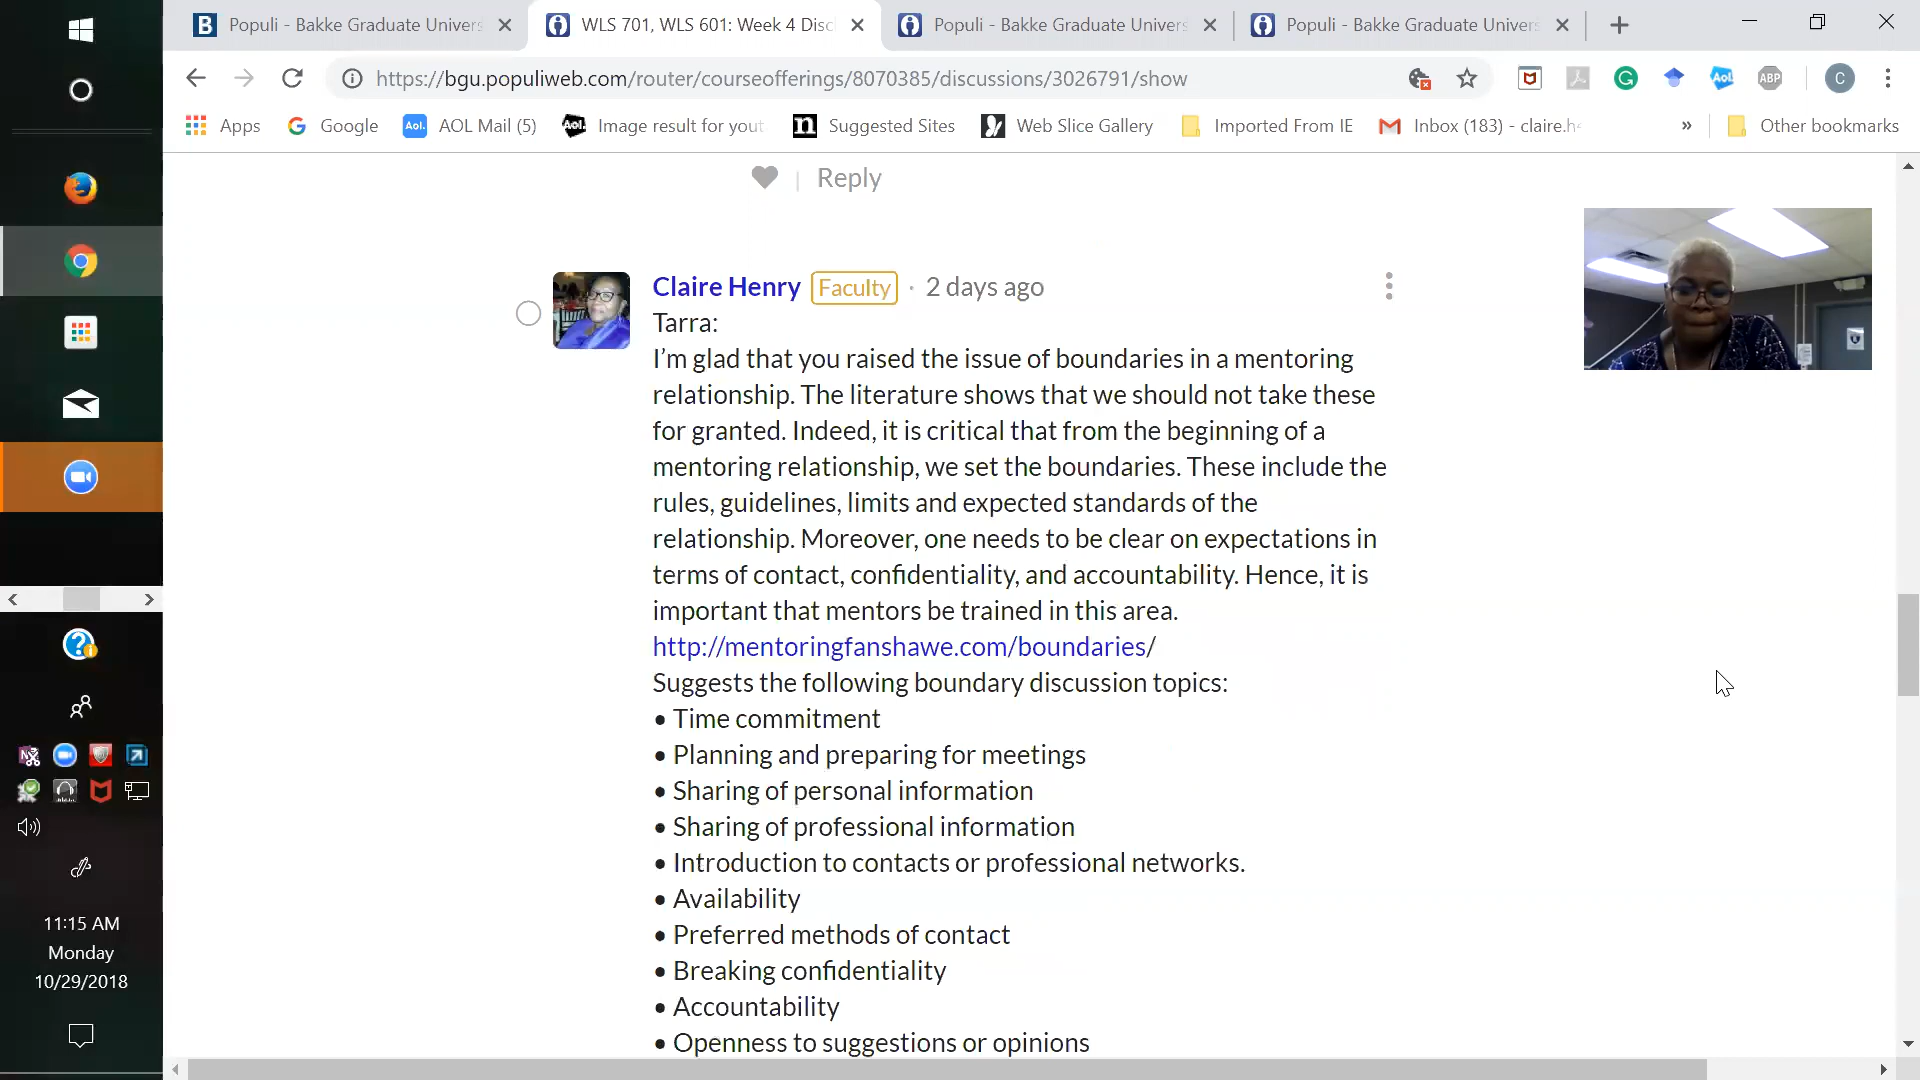 Populi - Bakke Graduate Univers
WLS 701, WLS 601: Week 4 Disc
Populi - Bakke Graduate Univers
Populi - Bakke Graduate Univers
https://bgu.populiweb.com/router/courseofferings/8070385/discussions/3026791/show
Apps
Google
AOL Mail (5)
Image result for yout
Suggested Sites
Web Slice Gallery
Imported From IE
Inbox (183) - claire.h
Other bookmarks
Reply
Claire Henry Faculty · 2 days ago
Tarra:
I’m glad that you raised the issue of boundaries in a mentoring
relationship. The literature shows that we should not take these
for granted. Indeed, it is critical that from the beginning of a
mentoring relationship, we set the boundaries. These include the
rules, guidelines, limits and expected standards of the
relationship. Moreover, one needs to be clear on expectations in
terms of contact, confidentiality, and accountability. Hence, it is
important that mentors be trained in this area.
http://mentoringfanshawe.com/boundaries/
Suggests the following boundary discussion topics:
• Time commitment
• Planning and preparing for meetings
• Sharing of personal information
• Sharing of professional information
• Introduction to contacts or professional networks.
• Availability
• Preferred methods of contact
• Breaking confidentiality
• Accountability
• Openness to suggestions or opinions
11:15 AM
Monday
10/29/2018